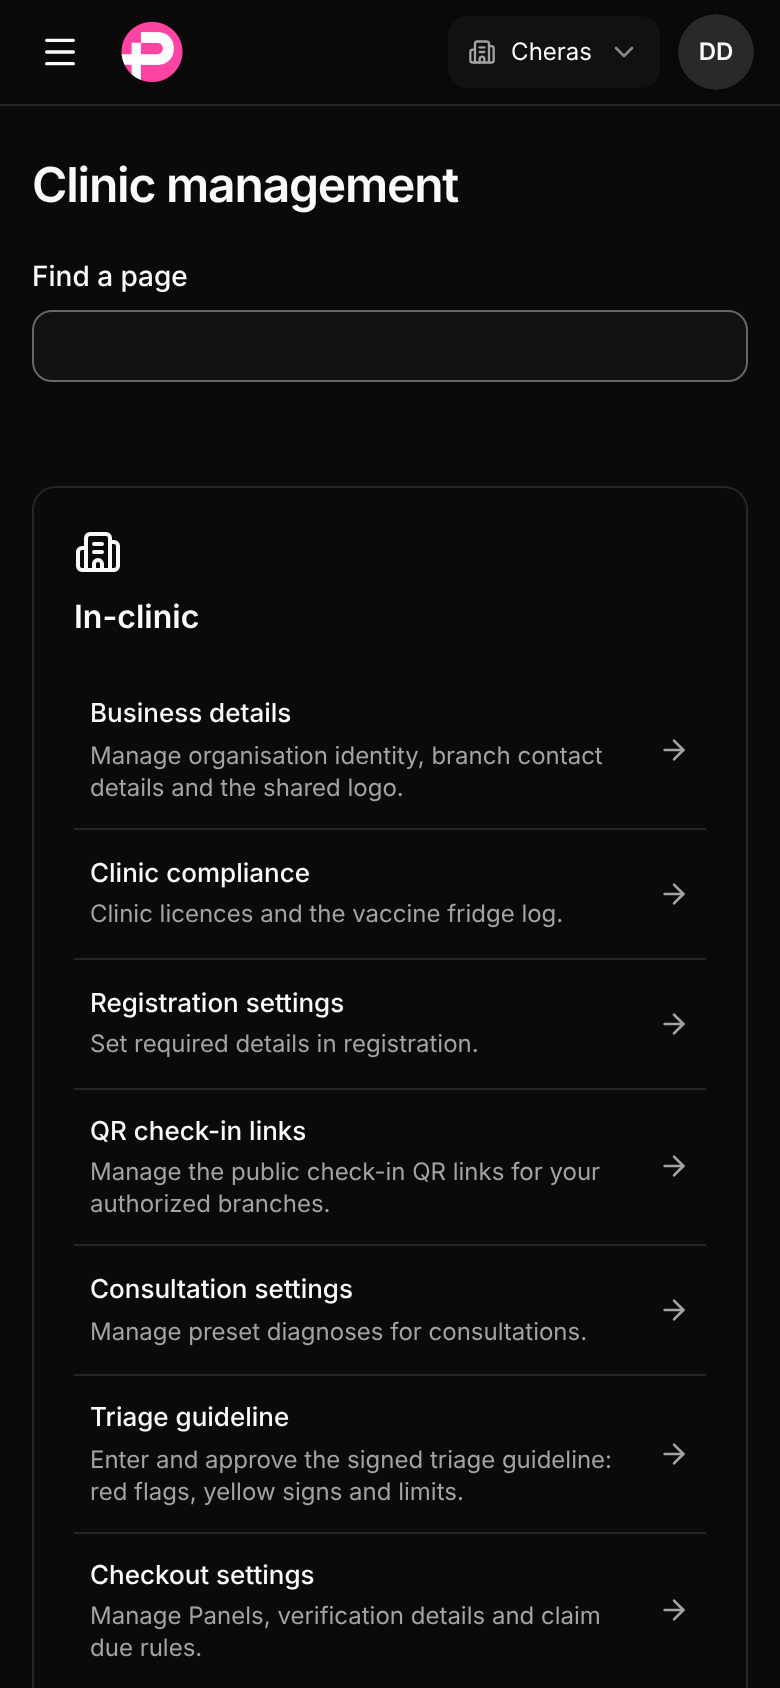 Cheras
DD
Clinic management
Find a page
In-clinic
Business details
Manage organisation identity, branch contact
details and the shared logo.
Clinic compliance
Clinic licences and the vaccine fridge log.
Registration settings
Set required details in registration.
QR check-in links
Manage the public check-in QR links for your
authorized branches.
Consultation settings
Manage preset diagnoses for consultations.
Triage guideline
Enter and approve the signed triage guideline:
red flags, yellow signs and limits.
Checkout settings
Manage Panels, verification details and claim
due rules.